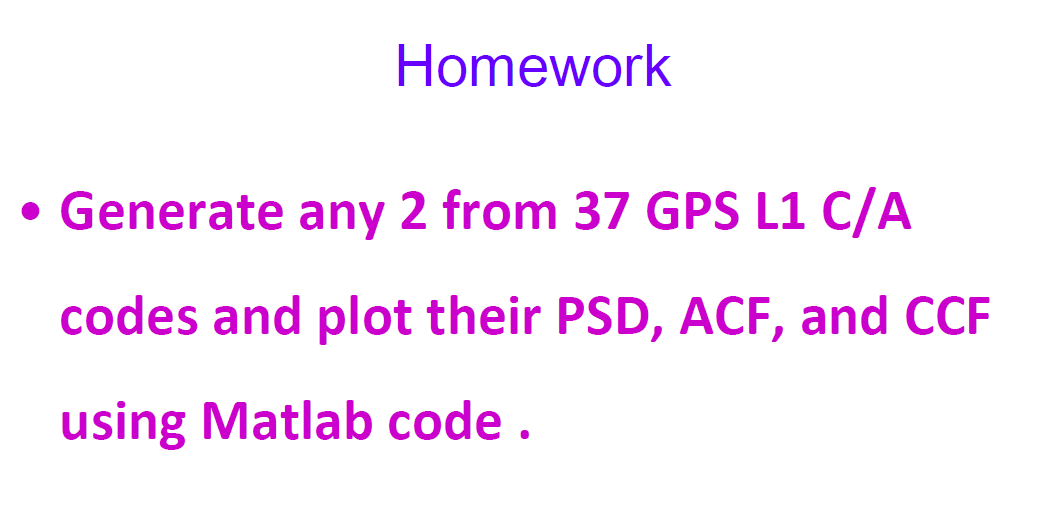 Homework
• Generate any 2 from 37 GPS L1 C/A
codes and plot their PSD, ACF, and CCF
using Matlab code .